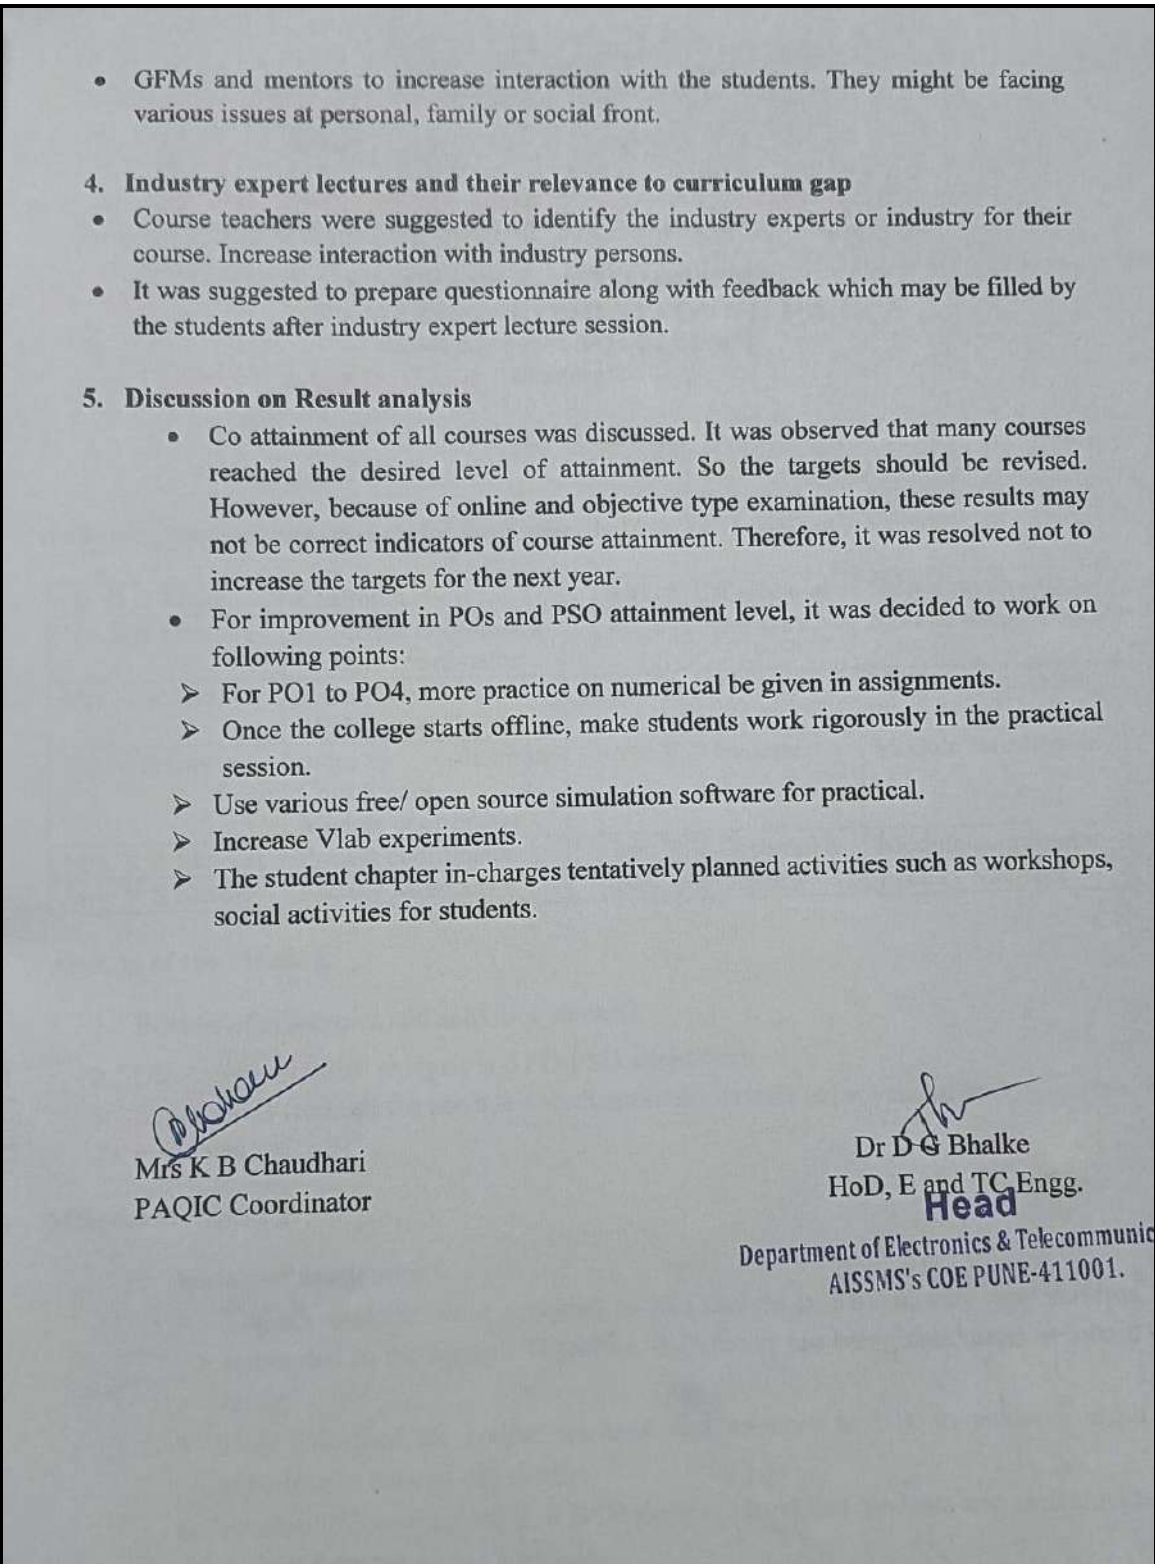 • GFMs and mentors to increase interaction with the students. They might be facing
various issues at personal, family or social front.
4. Industry expert lectures and their relevance to curriculum gap
• Course teachers were suggested to identify the industry experts or industry for their
course. Increase interaction with industry persons.
• It was suggested to prepare questionnaire along with feedback which may be filled by
the students after industry expert lecture session.
5. Discussion on Result analysis
• Co attainment of all courses was discussed. It was observed that many courses
reached the desired level of attainment. So the targets should be revised.
However, because of online and objective type examination, these results may
not be correct indicators of course attainment. Therefore, it was resolved not to
increase the targets for the next year.
• For improvement in POs and PSO attainment level, it was decided to work on
following points:
➢ For PO1 to PO4, more practice on numerical be given in assignments.
➢ Once the college starts offline, make students work rigorously in the practical
session.
➢ Use various free/ open source simulation software for practical.
➢ Increase Vlab experiments.
➢ The student chapter in-charges tentatively planned activities such as workshops,
social activities for students.
Mrs K B Chaudhari
PAQIC Coordinator
Dr D G Bhalke
HoD, E and TC Engg.
Head
Department of Electronics & Telecommunic
AISSMS's COE PUNE-411001.